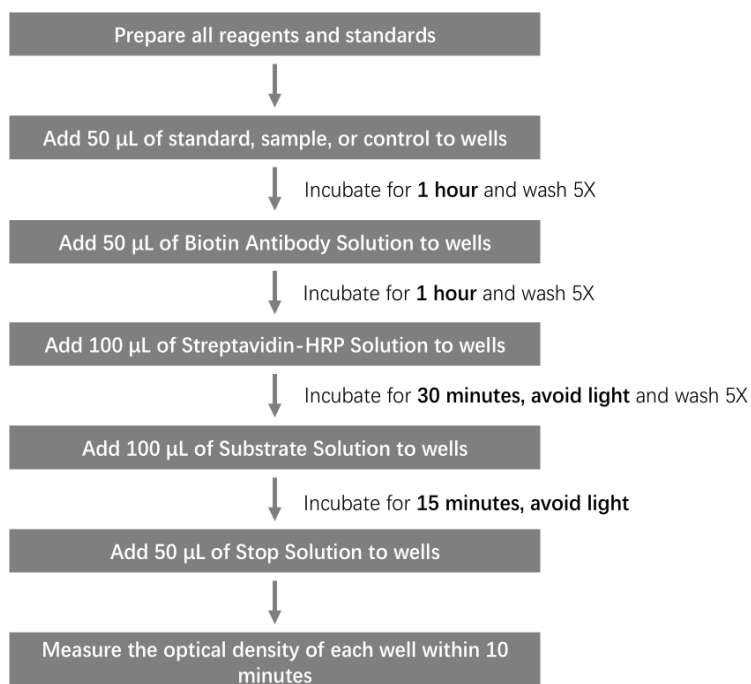 Prepare all reagents and standards
Add 50 µL of standard, sample, or control to wells
Incubate for 1 hour and wash 5X
Add 50 µL of Biotin Antibody Solution to wells
Incubate for 1 hour and wash 5X
Add 100 µL of Streptavidin-HRP Solution to wells
Incubate for 30 minutes, avoid light and wash 5X
Add 100 µL of Substrate Solution to wells
Incubate for 15 minutes, avoid light
Add 50 µL of Stop Solution to wells
Measure the optical density of each well within 10
minutes